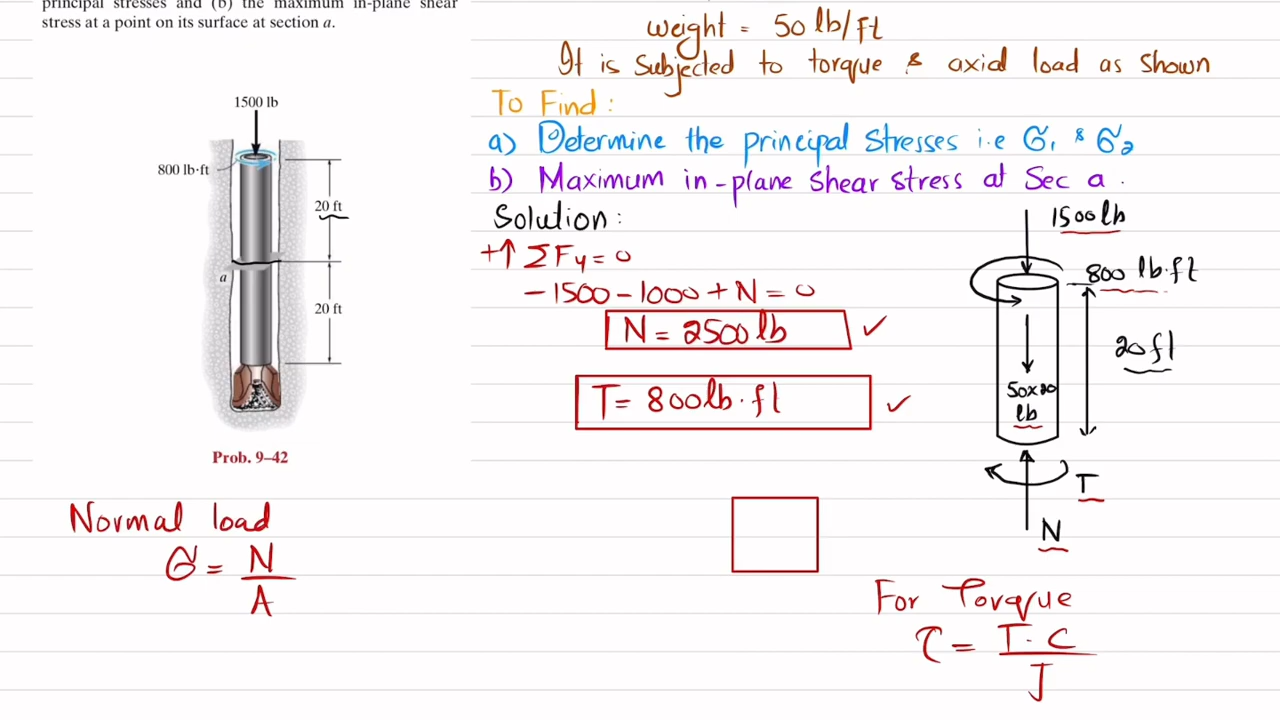 principal stresses and (b) the maximum in-plane shear
stress at a point on its surface at section a.
1500 lb
800 lb·ft
20 ft
a
20 ft
Prob. 9–42
Normal load
σ = N
A
weight = 50 lb/ft
It is subjected to torque & axial load as shown
To Find :
a) Determine the principal stresses i.e σ₁ & σ₂
b) Maximum in-plane shear stress at Sec a .
Solution :
+↑ ΣFy = 0
-1500 - 1000 + N = 0
N = 2500 lb ✓
T = 800 lb·ft ✓
1500 lb
800 lb·ft
20 ft
50x20
lb
T
N
For Torque
τ = T·C
J